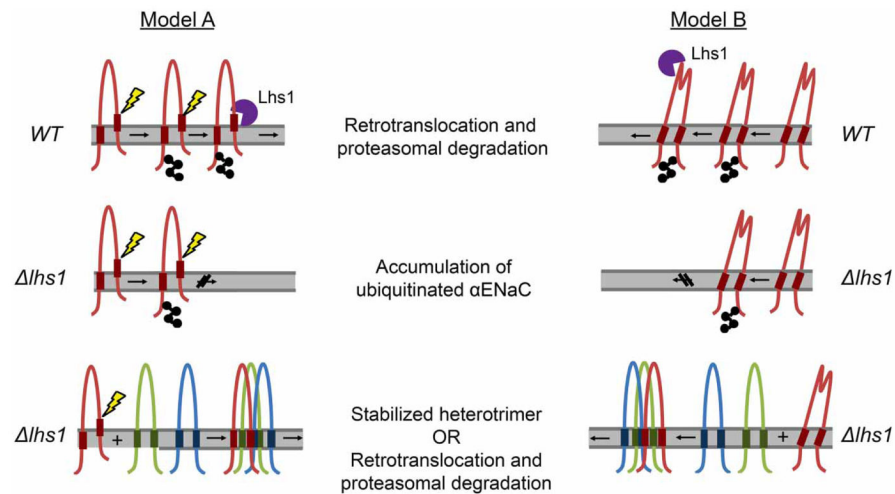 Model A
Model B
Lhs1
Lhs1
WT
Retrotranslocation and
proteasomal degradation
WT
Δlhs1
Accumulation of
ubiquitinated αENaC
Δlhs1
Δlhs1
+
Stabilized heterotrimer
OR
Retrotranslocation and
proteasomal degradation
+
Δlhs1